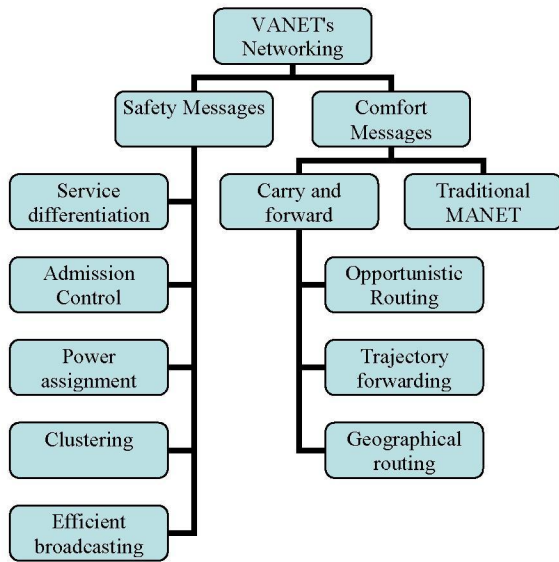 VANET's
Networking
Safety Messages
Comfort
Messages
Service
differentiation
Admission
Control
Power
assignment
Clustering
Efficient
broadcasting
Carry and
forward
Traditional
MANET
Opportunistic
Routing
Trajectory
forwarding
Geographical
routing